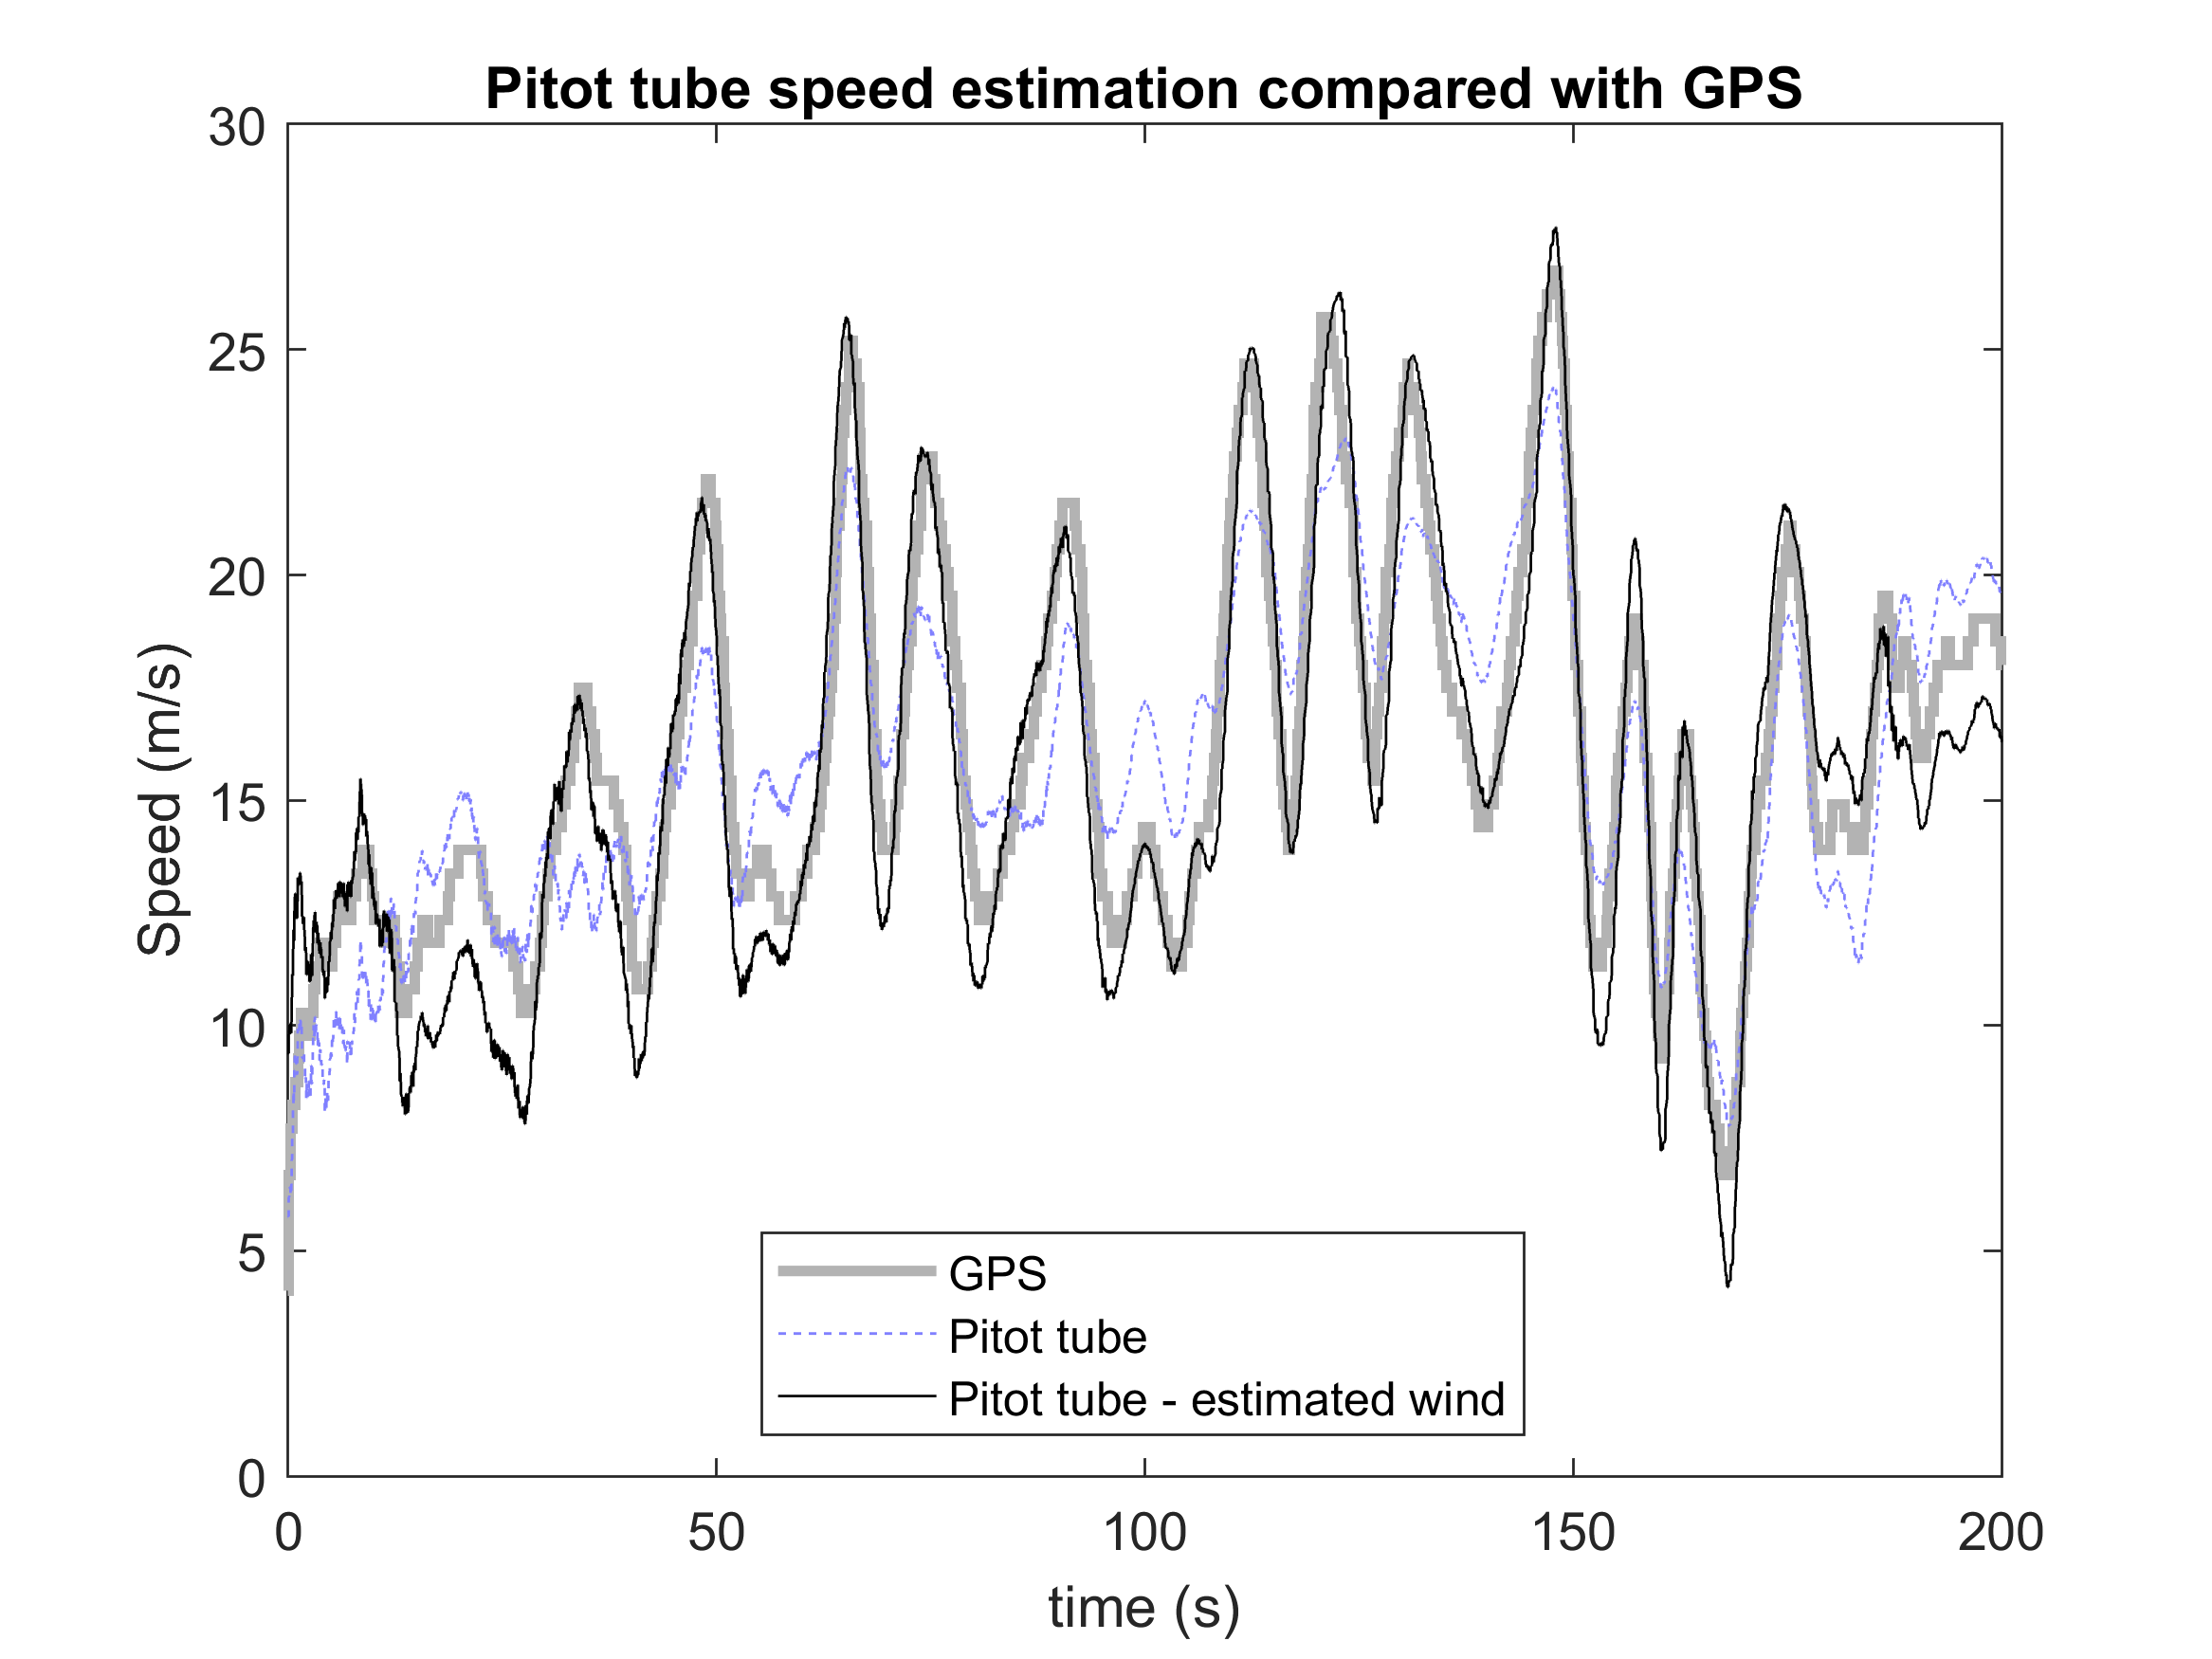 Pitot tube speed estimation compared with GPS
30
25
20
15
10
5
0
Speed (m/s)
GPS
Pitot tube
Pitot tube - estimated wind
0 50 100 150 200
time (s)